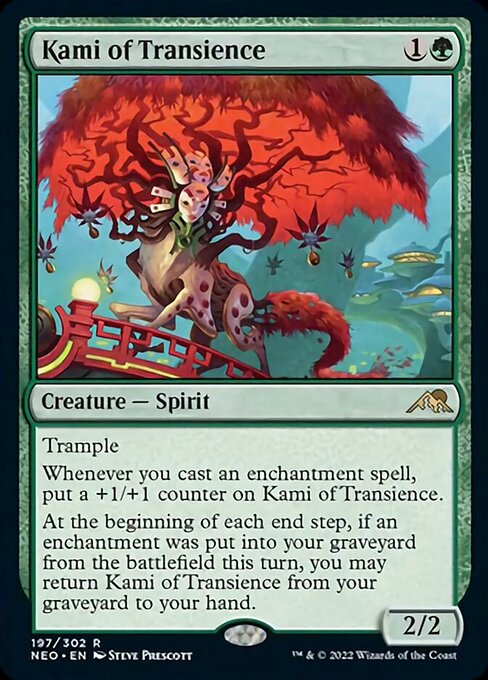 Kami of Transience 1
Creature — Spirit
Trample
Whenever you cast an enchantment spell,
put a +1/+1 counter on Kami of Transience.
At the beginning of each end step, if an
enchantment was put into your graveyard
from the battlefield this turn, you may
return Kami of Transience from your
graveyard to your hand.
2/2
197/302 R
NEO • EN Steve Prescott ™ & © 2022 Wizards of the Coast